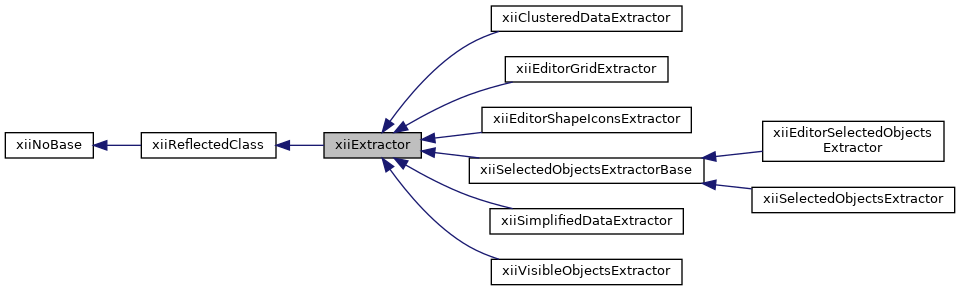 xiiClusteredDataExtractor
xiiEditorGridExtractor
xiiEditorShapeIconsExtractor
xiiEditorSelectedObjects
Extractor
xiiNoBase
xiiReflectedClass
xiiExtractor
xiiSelectedObjectsExtractorBase
xiiSelectedObjectsExtractor
xiiSimplifiedDataExtractor
xiiVisibleObjectsExtractor